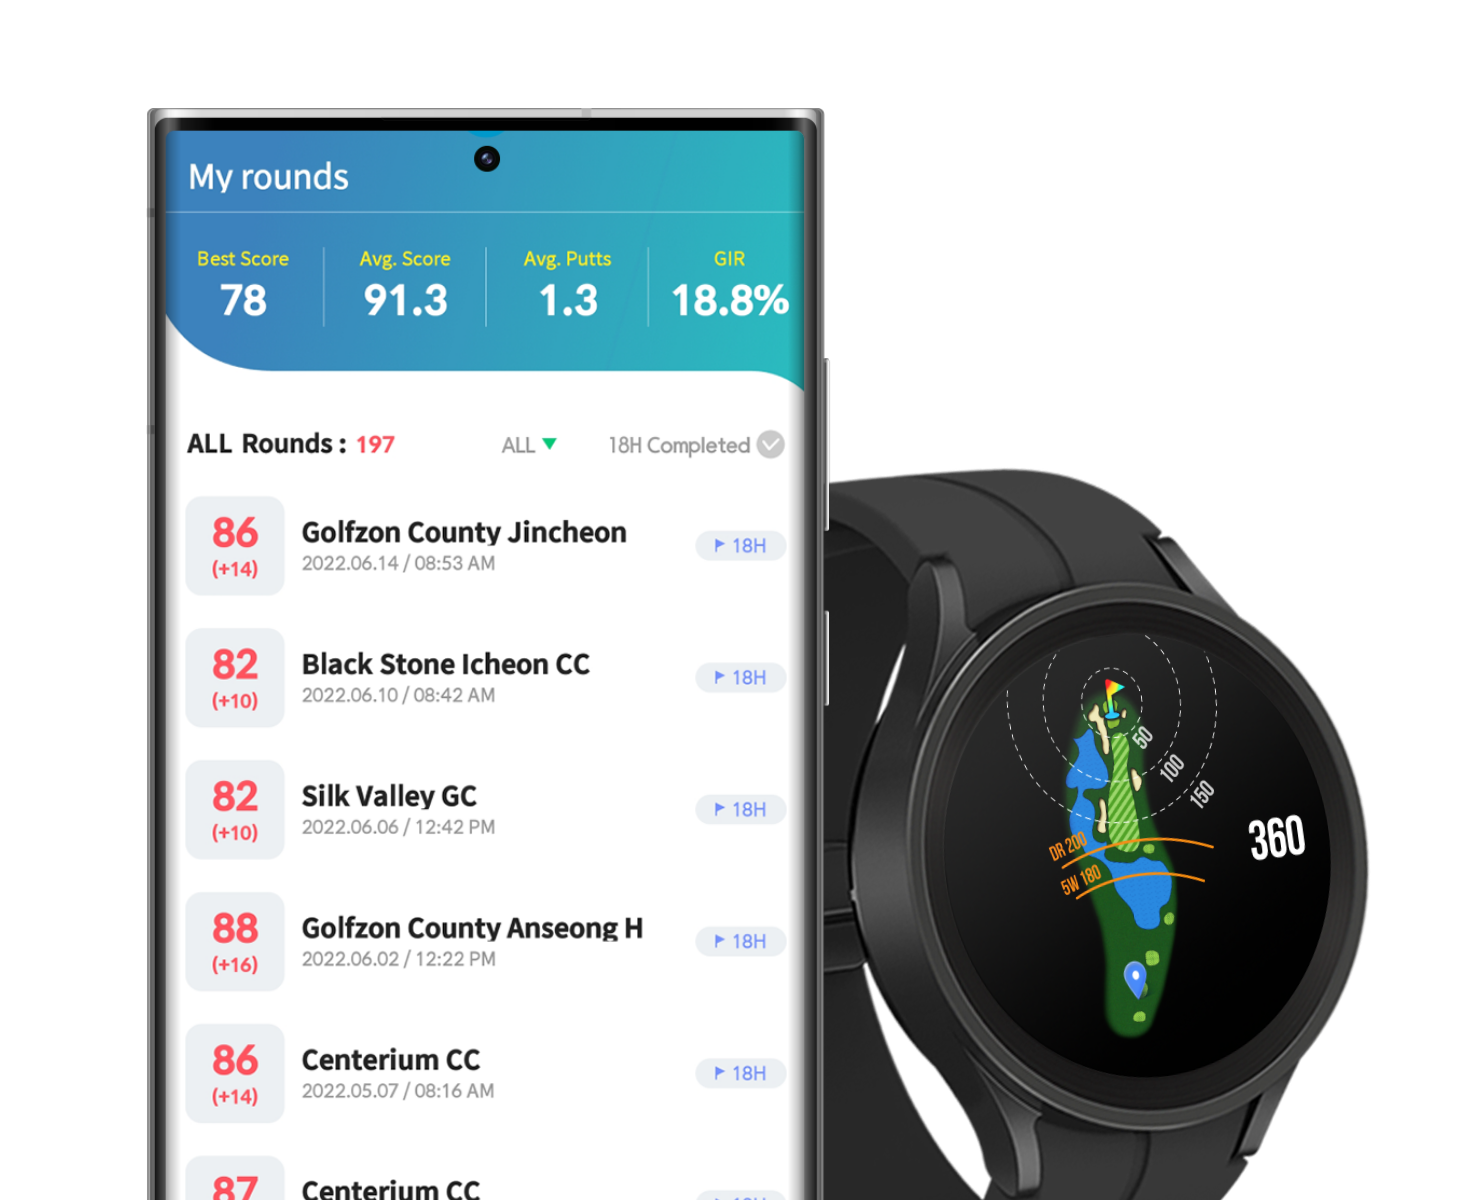 My rounds
Best Score
78
Avg. Score
91.3
Avg. Putts
1.3
GIR
18.8%
ALL Rounds : 197
ALL
18H Completed
86
(+14)
Golfzon County Jincheon
2022.06.14 / 08:53 AM
18H
82
(+10)
Black Stone Icheon CC
2022.06.10 / 08:42 AM
18H
82
(+10)
Silk Valley GC
2022.06.06 / 12:42 PM
18H
88
(+16)
Golfzon County Anseong H
2022.06.02 / 12:22 PM
18H
86
(+14)
Centerium CC
2022.05.07 / 08:16 AM
18H
87
Centerium CC
50
100
150
360
DR 200
5W 180